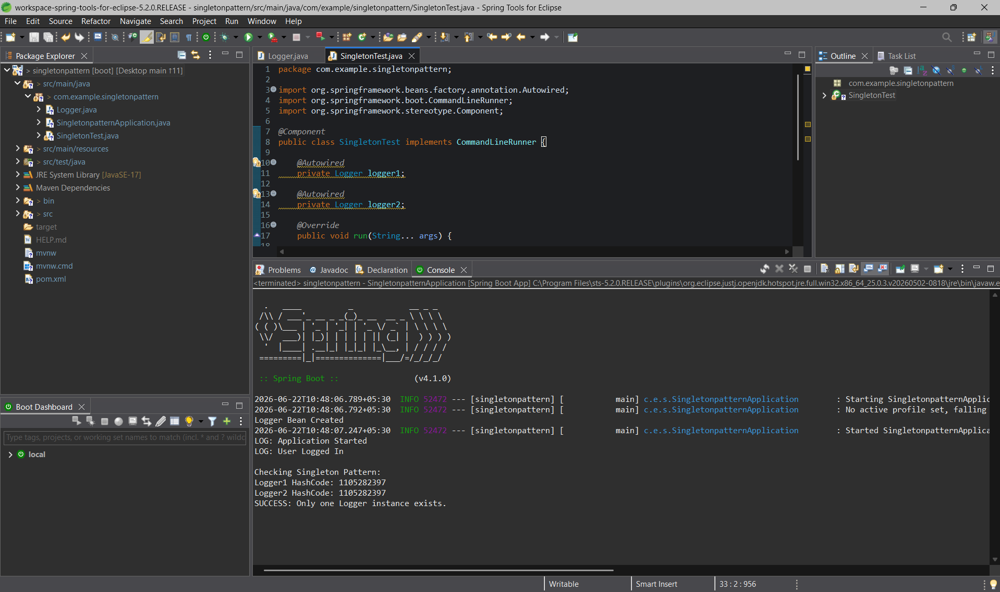 workspace-spring-tools-for-eclipse-5.2.0.RELEASE - singletonpattern/src/main/java/com/example/singletonpattern/SingletonTest.java - Spring Tools for Eclipse
File Edit Source Refactor Navigate Search Project Run Window Help
Package Explorer
> singletonpattern [boot] [Desktop main ↑11]
> src/main/java
> com.example.singletonpattern
Logger.java
SingletonpatternApplication.java
SingletonTest.java
> src/main/resources
> src/test/java
JRE System Library [JavaSE-17]
Maven Dependencies
> bin
> src
target
HELP.md
mvnw
mvnw.cmd
pom.xml
Boot Dashboard
Type tags, projects, or working set names to match (incl. * and ? wildc
local
Logger.java SingletonTest.java
1 package com.example.singletonpattern;
2
3 import org.springframework.beans.factory.annotation.Autowired;
4 import org.springframework.boot.CommandLineRunner;
5 import org.springframework.stereotype.Component;
6
7 @Component
8 public class SingletonTest implements CommandLineRunner {
9
10 @Autowired
11 private Logger logger1;
12
13 @Autowired
14 private Logger logger2;
15
16 @Override
17 public void run(String... args) {
18
Outline Task List
com.example.singletonpattern
SingletonTest
Problems Javadoc Declaration Console
<terminated> singletonpattern - SingletonpatternApplication [Spring Boot App] C:\Program Files\sts-5.2.0.RELEASE\plugins\org.eclipse.justj.openjdk.hotspot.jre.full.win32.x86_64_25.0.3.v20260502-0818\jre\bin\javaw.e
Spring
:: Spring Boot :: (v4.1.0)
2026-06-22T10:48:06.789+05:30 INFO 52472 --- [singletonpattern] [ main] c.e.s.SingletonpatternApplication : Starting SingletonpatternApplic
2026-06-22T10:48:06.792+05:30 INFO 52472 --- [singletonpattern] [ main] c.e.s.SingletonpatternApplication : No active profile set, falling
Logger Bean Created
2026-06-22T10:48:07.247+05:30 INFO 52472 --- [singletonpattern] [ main] c.e.s.SingletonpatternApplication : Started SingletonpatternApplica
LOG: Application Started
LOG: User Logged In
Checking Singleton Pattern:
Logger1 HashCode: 1105282397
Logger2 HashCode: 1105282397
SUCCESS: Only one Logger instance exists.
Writable Smart Insert 33 : 2 : 956